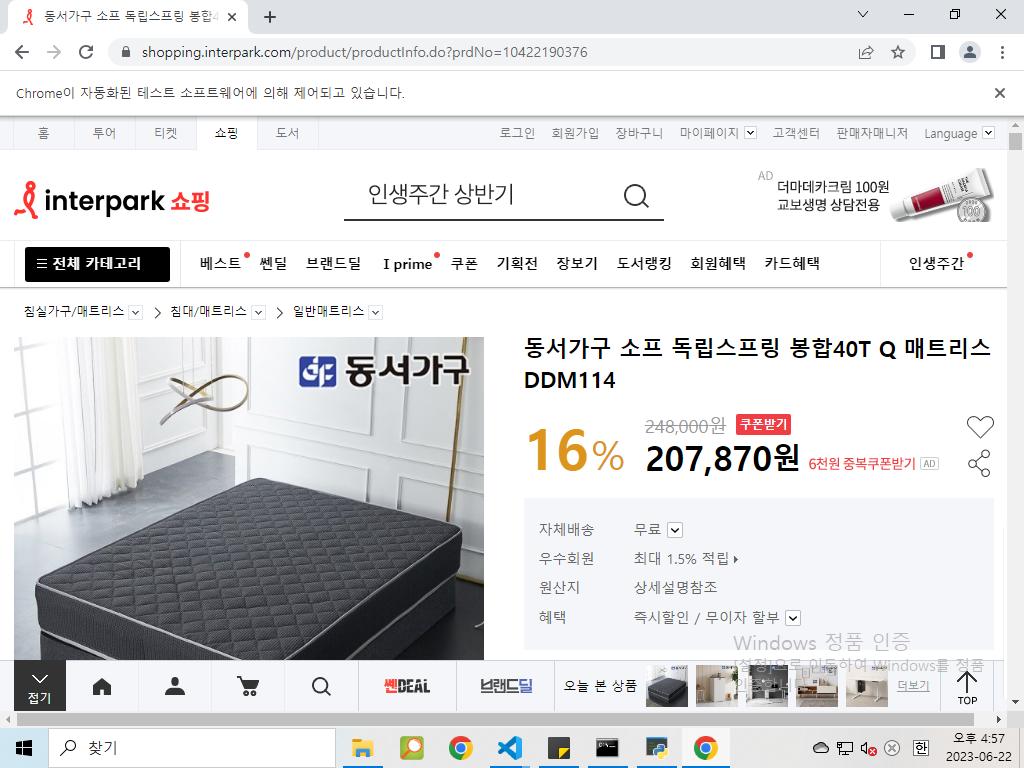 동서가구 소프 독립스프링 봉합4
shopping.interpark.com/product/productInfo.do?prdNo=10422190376
Chrome이 자동화된 테스트 소프트웨어에 의해 제어되고 있습니다.
홈 투어 티켓 쇼핑 도서 로그인 회원가입 장바구니 마이페이지 고객센터 판매자매니저 Language
interpark 쇼핑
인생주간 상반기
AD
더마데카크림 100원
교보생명 상담전용
100
전체 카테고리 베스트 쎈딜 브랜드딜 I prime 쿠폰 기획전 장보기 도서랭킹 회원혜택 카드혜택 인생주간
침실가구/매트리스 침대/매트리스 일반매트리스
동서가구
동서가구 소프 독립스프링 봉합40T Q 매트리스
DDM114
16% 248,000원 쿠폰받기
207,870원 6천원 중복쿠폰받기 AD
자체배송 무료
우수회원 최대 1.5% 적립
원산지 상세설명참조
혜택 즉시할인 / 무이자 할부
Windows 정품 인증
[설정]으로 이동하여 Windows를 정품
접기
쎈DEAL
브랜드딜
오늘 본 상품
더보기
TOP
찾기
한
오후 4:57
2023-06-22